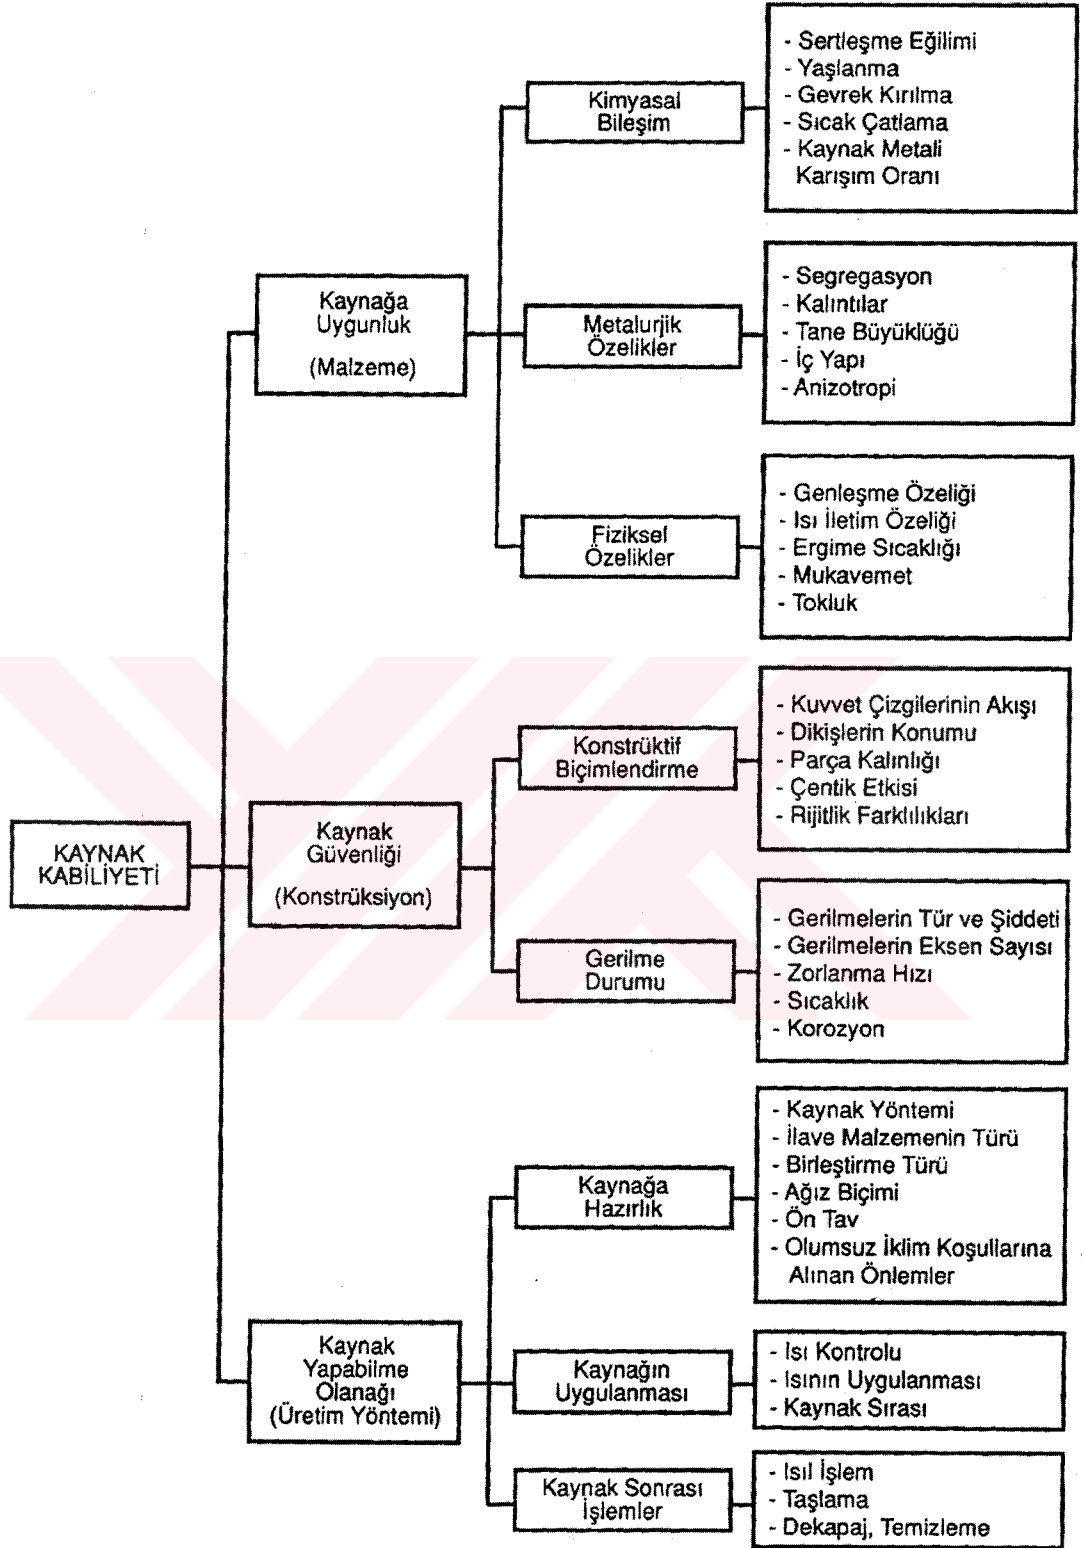 KAYNAK
KABİLİYETİ
Kaynağa
Uygunluk
(Malzeme)
Kimyasal
Bileşim
- Sertleşme Eğilimi
- Yaşlanma
- Gevrek Kırılma
- Sıcak Çatlama
- Kaynak Metali
Karışım Oranı
Metalurjik
Özelikler
- Segregasyon
- Kalıntılar
- Tane Büyüklüğü
- İç Yapı
- Anizotropi
Fiziksel
Özelikler
- Genleşme Özeliği
- Isı İletim Özeliği
- Ergime Sıcaklığı
- Mukavemet
- Tokluk
Kaynak
Güvenliği
(Konstrüksiyon)
Konstrüktif
Biçimlendirme
- Kuvvet Çizgilerinin Akışı
- Dikişlerin Konumu
- Parça Kalınlığı
- Çentik Etkisi
- Rijitlik Farklılıkları
Gerilme
Durumu
- Gerilmelerin Tür ve Şiddeti
- Gerilmelerin Eksen Sayısı
- Zorlanma Hızı
- Sıcaklık
- Korozyon
Kaynak
Yapabilme
Olanağı
(Üretim Yöntemi)
Kaynağa
Hazırlık
- Kaynak Yöntemi
- İlave Malzemenin Türü
- Birleştirme Türü
- Ağız Biçimi
- Ön Tav
- Olumsuz İklim Koşullarına
Alınan Önlemler
Kaynağın
Uygulanması
- Isı Kontrolu
- Isının Uygulanması
- Kaynak Sırası
Kaynak Sonrası
İşlemler
- Isıl İşlem
- Taşlama
- Dekapaj, Temizleme